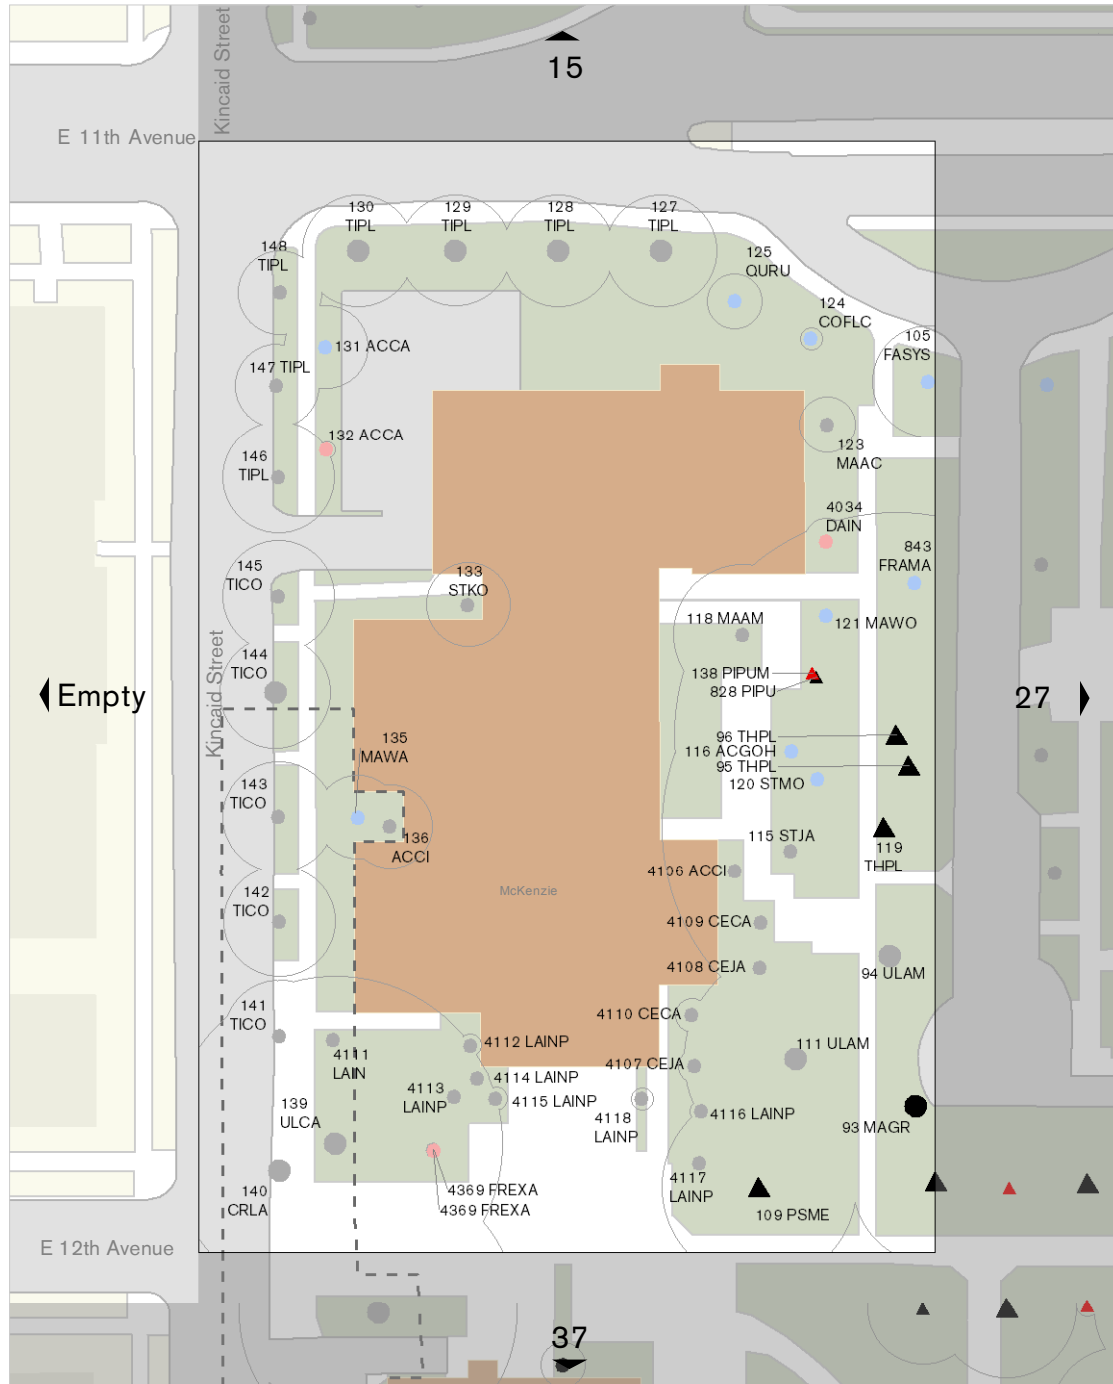 Kincaid Street
15
E 11th Avenue
130
TIPL
129
TIPL
128
TIPL
127
TIPL
148
TIPL
125
QURU
124
COFLC
105
FASYS
131 ACCA
147 TIPL
132 ACCA
123
MAAC
146
TIPL
4034
DAIN
843
FRAMA
145
TICO
133
STKO
118 MAAM
121 MAWO
144
TICO
138 PIPUM
828 PIPU
Empty
27
Kincaid Street
135
MAWA
96 THPL
116 ACGOH
95 THPL
120 STMO
143
TICO
136
ACCI
115 STJA
119
THPL
4106 ACCI
McKenzie
142
TICO
4109 CECA
4108 CEJA
94 ULAM
141
TICO
4110 CECA
4111
LAIN
4112 LAINP
111 ULAM
4107 CEJA
4114 LAINP
4113
LAINP
4115 LAINP
139
ULCA
4118
LAINP
4116 LAINP
93 MAGR
4117
LAINP
140
CRLA
4369 FREXA
4369 FREXA
109 PSME
E 12th Avenue
37